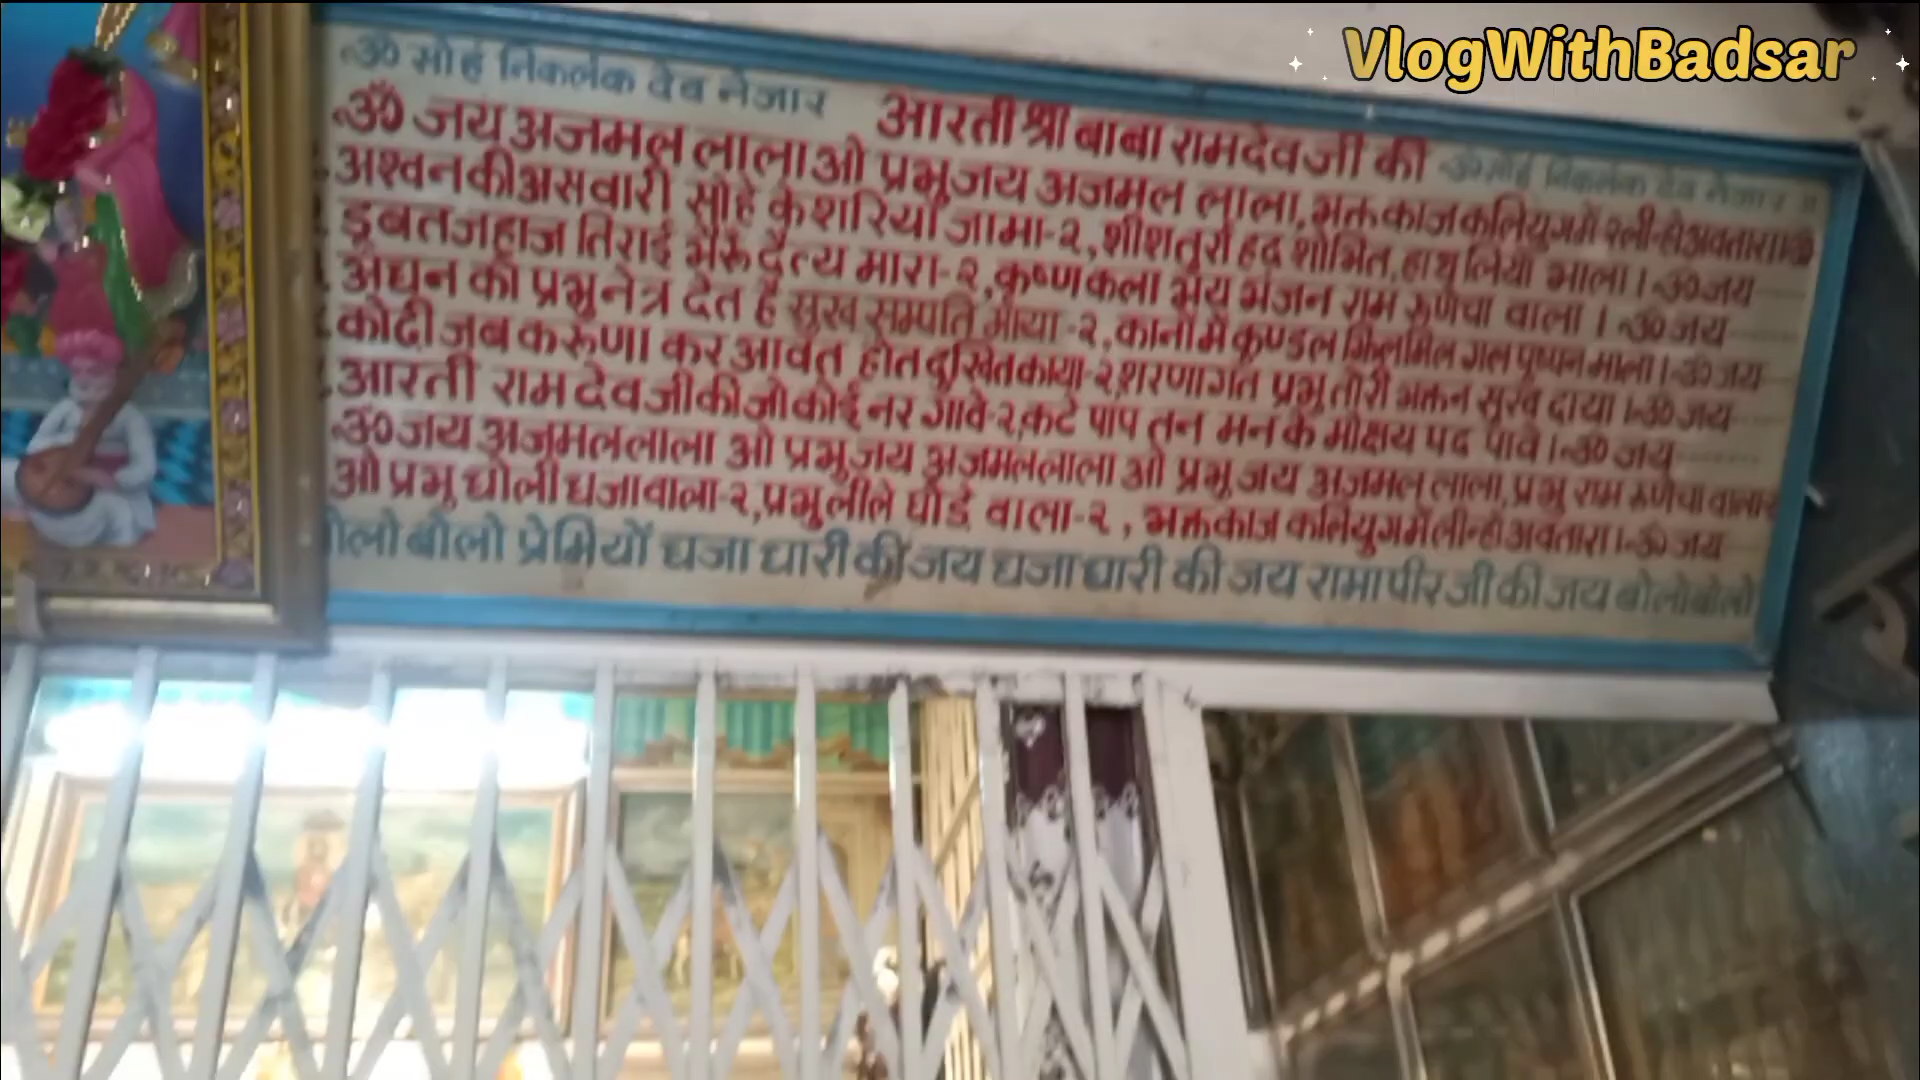 VlogWithBadsar
ॐ सोहं निकलंक देव नेजार
आरती श्री बाबा रामदेवजी की
ॐ सोहं निकलंक देव नेजार
ॐ जय अजमल लाला ओ प्रभु जय अजमल लाला, भक्त काज कलियुग में
अश्वन की असवारी सोहे केशरिया जामा-२, शीश तुर्रा हद शोभित, हाथ लिया भाला । ॐ जय
डूबत जहाज तिराई भैरू दैत्य मारा-२, कृष्णकला भय भंजन राम रुणेचा वाला । ॐ जय
अंधन को प्रभु नेत्र देत है सुख सम्पति माया-२, कानों में कुण्डल झिलमिल गल पुष्पन माला । ॐ जय
कोढी जब करुणा कर आवत होत दुखित काया-२, शरणागत प्रभु तोरी भक्तन सुख दाया । ॐ जय
आरती रामदेवजी की जो कोई नर गावे-२, कटे पाप तन मन के मोक्षय पद पावे । ॐ जय
ॐ जय अजमल लाला ओ प्रभु जय अजमल लाला ओ प्रभु जय अजमल लाला, प्रभु राम रुणेचा वाला
ओ प्रभु धोली धजावाला-२, प्रभु लीले घोडे वाला-२, भक्त काज कलियुग में लीन्हो अवतारा । ॐ जय
बोलो बोलो प्रेमियों धजा धारी की जय धजा धारी की जय रामापीर जी की जय बोलो बोलो